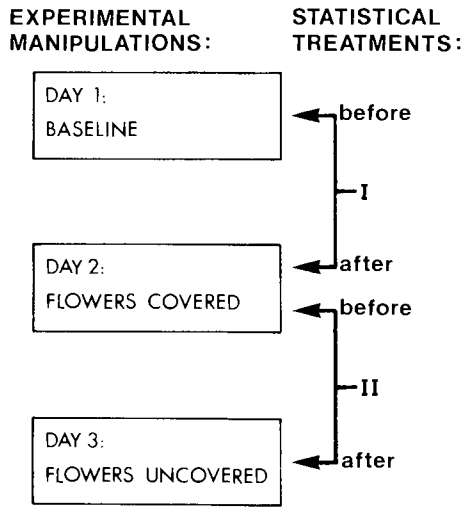 EXPERIMENTAL
MANIPULATIONS:
STATISTICAL
TREATMENTS:
DAY 1:
BASELINE
before
I
after
DAY 2:
FLOWERS COVERED
before
II
after
DAY 3:
FLOWERS UNCOVERED